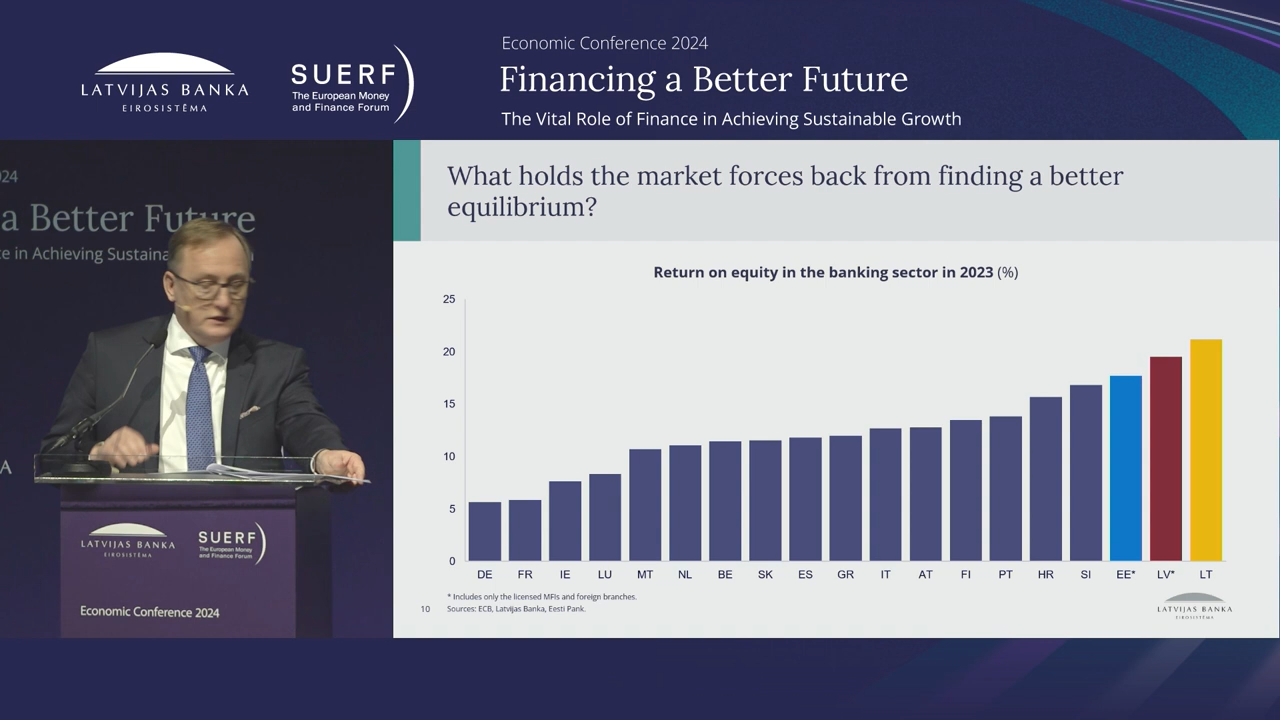 LATVIJAS BANKA
EIROSISTĒMA
SUERF
The European Money
and Finance Forum
Economic Conference 2024
Financing a Better Future
The Vital Role of Finance in Achieving Sustainable Growth
024
a Better Future
ce in Achieving Sustaina
A
LATVIJAS BANKA
EIROSISTĒMA
SUERF
The European Money
and Finance Forum
Economic Conference 2024
What holds the market forces back from finding a better
equilibrium?
Return on equity in the banking sector in 2023 (%)
25
20
15
10
5
0
DE FR IE LU MT NL BE SK ES GR IT AT FI PT HR SI EE* LV* LT
* Includes only the licensed MFIs and foreign branches.
10 Sources: ECB, Latvijas Banka, Eesti Pank.
LATVIJAS BANKA
EIROSISTĒMA